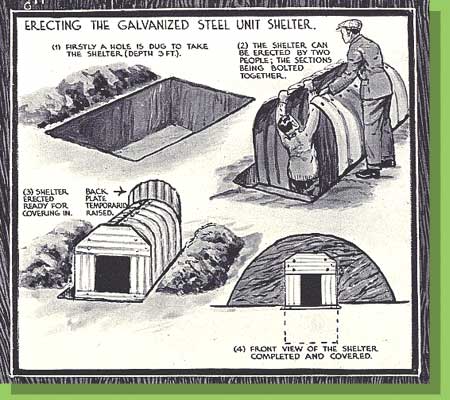 ERECTING THE GALVANIZED STEEL UNIT SHELTER.
(1) FIRSTLY A HOLE IS DUG TO TAKE
THE SHELTER (DEPTH 3 FT.).
(2) THE SHELTER CAN
BE ERECTED BY TWO
PEOPLE; THE SECTIONS
BEING BOLTED
TOGETHER.
(3) SHELTER
ERECTED
READY FOR
COVERING IN.
BACK
PLATE
TEMPORARILY
RAISED.
(4) FRONT VIEW OF THE SHELTER
COMPLETED AND COVERED.